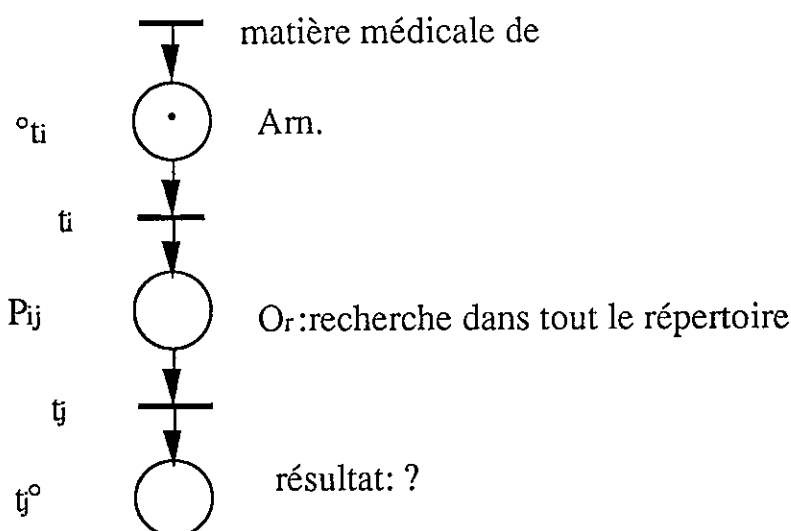 matière médicale de
°ti Arn.
ti
Pij Or:recherche dans tout le répertoire
tj
tj° résultat: ?